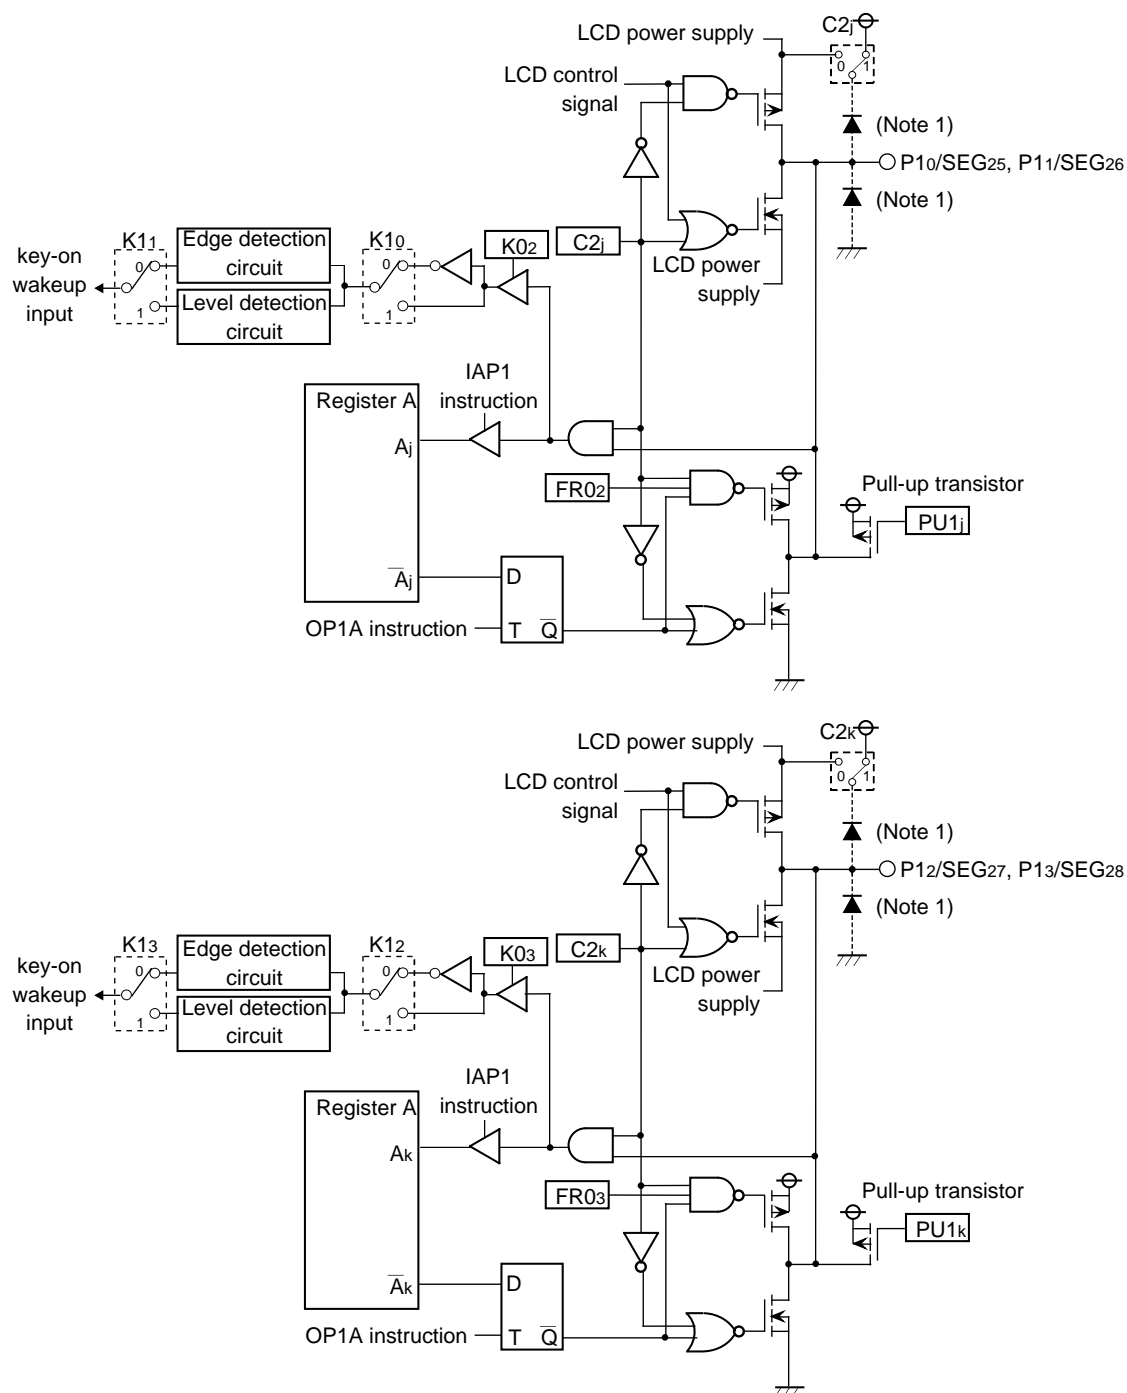 C2j
LCD power supply
0 1
LCD control
signal
(Note 1)
P10/SEG25, P11/SEG26
(Note 1)
K11
Edge detection
circuit
K10
K02
C2j
key-on
wakeup
input
0
1
Level detection
circuit
0
1
LCD power
supply
IAP1
instruction
Register A
Aj
FR02
Pull-up transistor
PU1j
A̅j
D
OP1A instruction
T Q̅
C2k
LCD power supply
0 1
LCD control
signal
(Note 1)
P12/SEG27, P13/SEG28
(Note 1)
K13
Edge detection
circuit
K12
K03
C2k
key-on
wakeup
input
0
1
Level detection
circuit
0
1
LCD power
supply
IAP1
instruction
Register A
Ak
FR03
Pull-up transistor
PU1k
A̅k
D
OP1A instruction
T Q̅